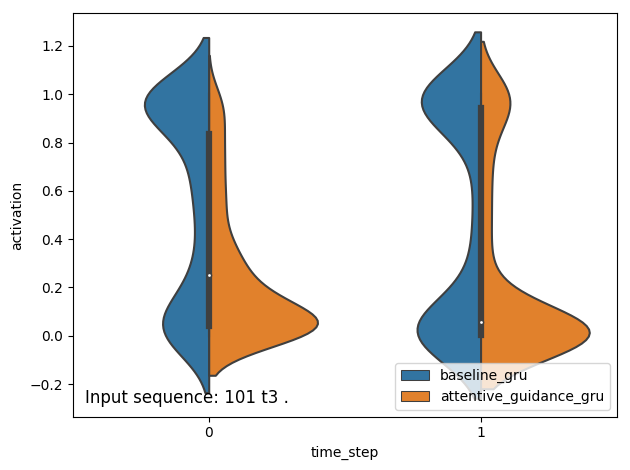 1.2
1.0
0.8
0.6
0.4
0.2
0.0
−0.2
activation
Input sequence: 101 t3 .
baseline_gru
attentive_guidance_gru
0
1
time_step